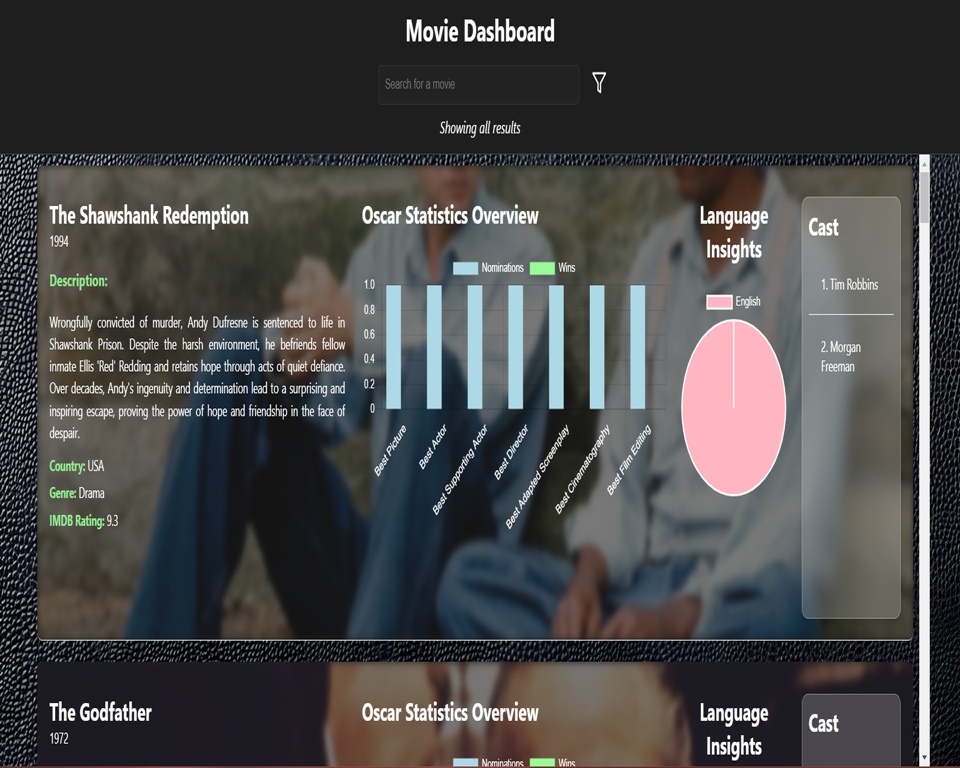 Movie Dashboard
Search for a movie
Showing all results
The Shawshank Redemption
1994
Description:
Wrongfully convicted of murder, Andy Dufresne is sentenced to life in
Shawshank Prison. Despite the harsh environment, he befriends fellow
inmate Ellis 'Red' Redding and retains hope through acts of quiet defiance.
Over decades, Andy's ingenuity and determination lead to a surprising and
inspiring escape, proving the power of hope and friendship in the face of
despair.
Country: USA
Genre: Drama
IMDB Rating: 9.3
Oscar Statistics Overview
Nominations Wins
1.0
0.8
0.6
0.4
0.2
0
Best Picture
Best Actor
Best Supporting Actor
Best Director
Best Adapted Screenplay
Best Cinematography
Best Film Editing
Language
Insights
English
Cast
1. Tim Robbins
2. Morgan
Freeman
The Godfather
1972
Oscar Statistics Overview
Nominations Wins
Language
Insights
Cast